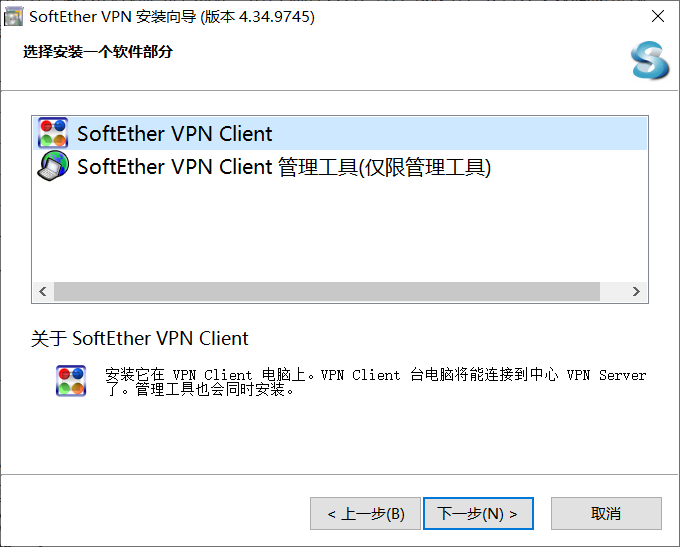 SoftEther VPN 安装向导 (版本 4.34.9745)
选择安装一个软件部分
SoftEther VPN Client
SoftEther VPN Client 管理工具(仅限管理工具)
关于 SoftEther VPN Client
安装它在 VPN Client 电脑上。VPN Client 台电脑将能连接到中心 VPN Server
了。管理工具也会同时安装。
< 上一步(B)
下一步(N) >
取消